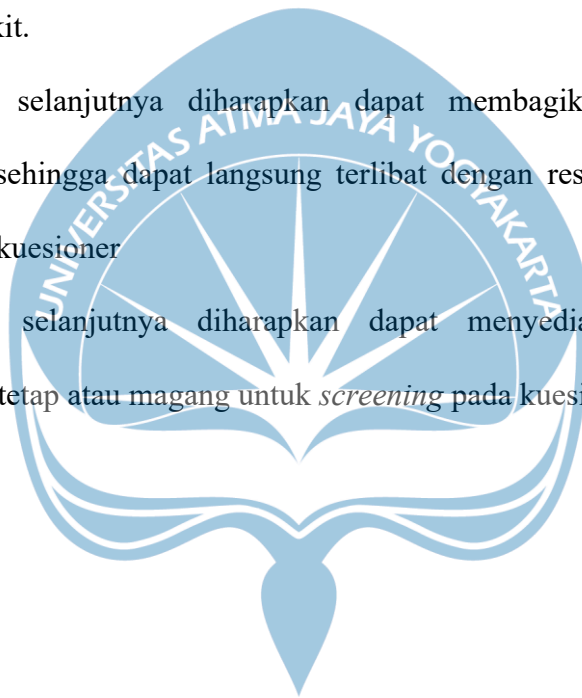 kit.
selanjutnya diharapkan dapat membagik
UNIVERSITAS ATMA JAYA YOGYAKARTA
sehingga dapat langsung terlibat dengan res
kuesioner
selanjutnya diharapkan dapat menyedia
tetap atau magang untuk screening pada kuesi